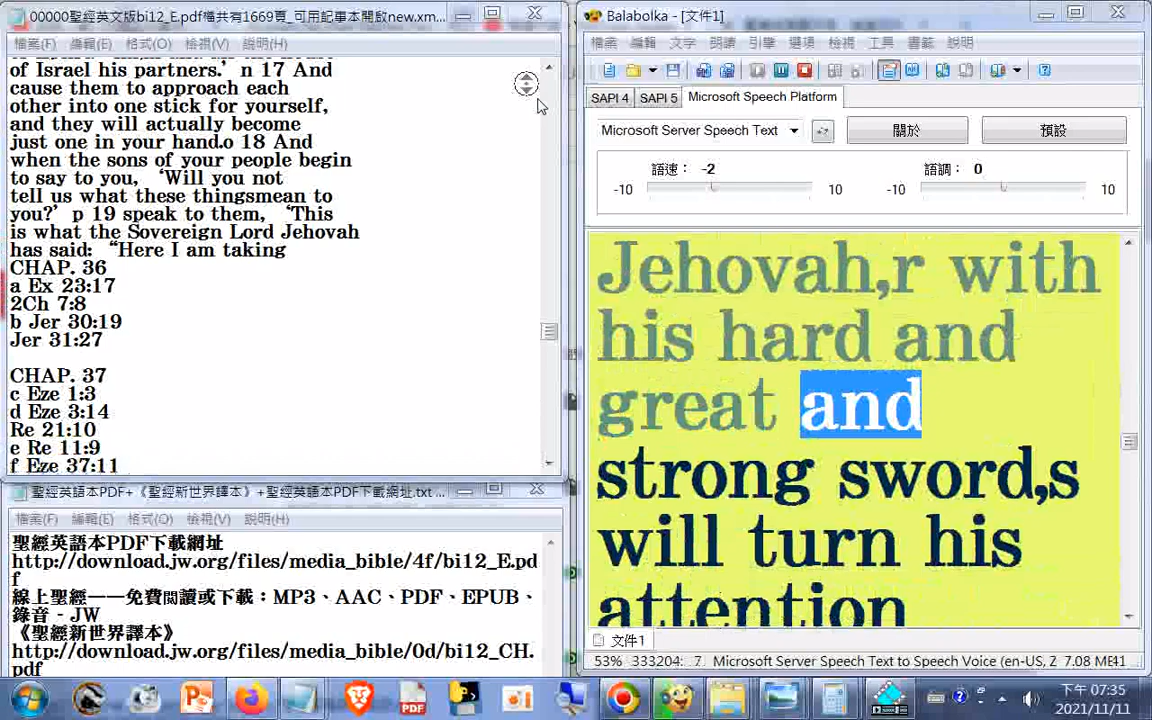 00000聖經英文版bi12_E.pdf檔共有1669頁_可用記事本開啟new.xm...
檔案(F) 編輯(E) 格式(O) 檢視(V) 說明(H)
of Israel his partners.’n 17 And
cause them to approach each
other into one stick for yourself,
and they will actually become
just one in your hand.o 18 And
when the sons of your people begin
to say to you, ‘Will you not
tell us what these thingsmean to
you?’ p 19 speak to them, ‘This
is what the Sovereign Lord Jehovah
has said: “Here I am taking
CHAP. 36
a Ex 23:17
2Ch 7:8
b Jer 30:19
Jer 31:27
CHAP. 37
c Eze 1:3
d Eze 3:14
Re 21:10
e Re 11:9
f Eze 37:11
聖經英語本PDF+《聖經新世界譯本》+聖經英語本PDF下載網址.txt ...
檔案(F) 編輯(E) 格式(O) 檢視(V) 說明(H)
聖經英語本PDF下載網址
http://download.jw.org/files/media_bible/4f/bi12_E.pd
f
線上聖經——免費閱讀或下載：MP3、AAC、PDF、EPUB、
錄音 - JW
《聖經新世界譯本》
http://download.jw.org/files/media_bible/0d/bi12_CH.
pdf
Balabolka - [文件1]
檔案 編輯 文字 朗讀 引擎 選項 檢視 工具 書籤 說明
SAPI 4 SAPI 5 Microsoft Speech Platform
Microsoft Server Speech Text 關於 預設
語速： -2 語調： 0
-10 10 -10 10
Jehovah,r with
his hard and
great and
strong sword,s
will turn his
attention
文件1
53% 333204: 7. Microsoft Server Speech Text to Speech Voice (en-US, 2 7.08 ME41
下午 07:35
2021/11/11